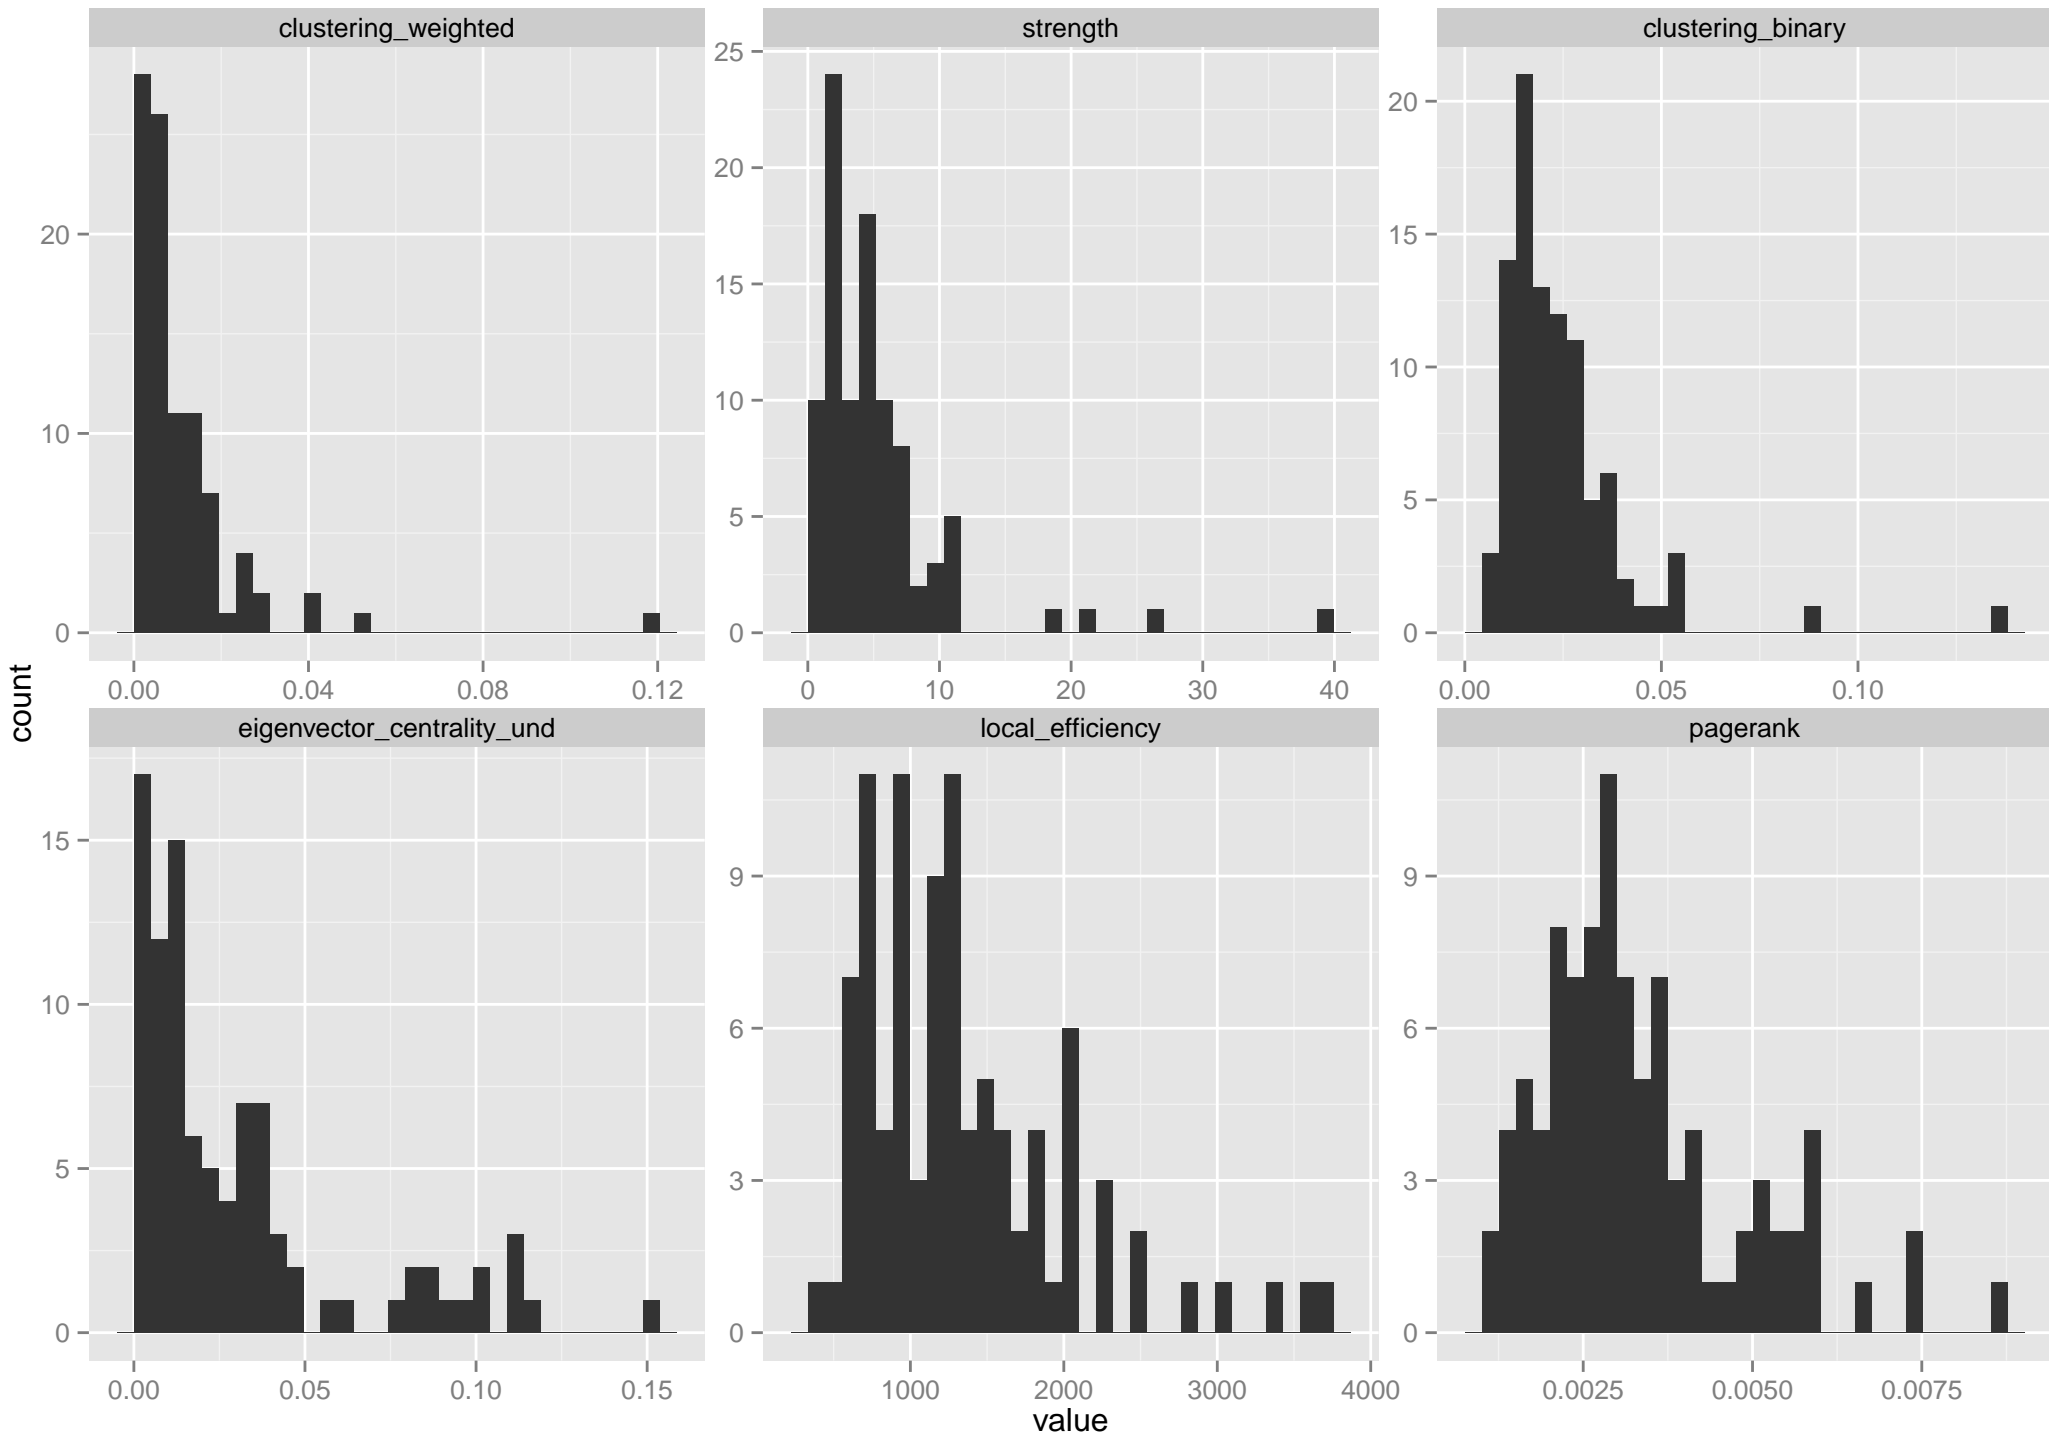 clustering_weighted
strength
clustering_binary
20
10
0
25
20
15
10
5
0
20
15
10
5
0
0.00 0.04 0.08 0.12
0 10 20 30 40
0.00 0.05 0.10
count
eigenvector_centrality_und
local_efficiency
pagerank
15
10
5
0
9
6
3
0
9
6
3
0
0.00 0.05 0.10 0.15
1000 2000 3000 4000
0.0025 0.0050 0.0075
value